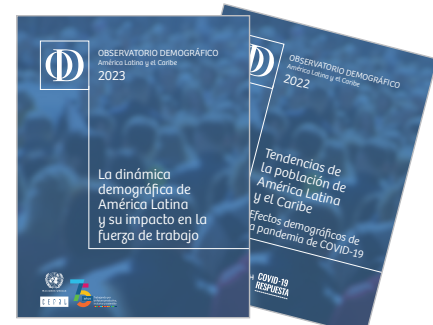 OBSERVATORIO DEMOGRÁFICO
América Latina y el Caribe
2023
La dinámica
demográfica de
América Latina
y su impacto en la
fuerza de trabajo
CEPAL
75
OBSERVATORIO DEMOGRÁFICO
América Latina y el Caribe
2022
Tendencias de
la población de
América Latina
y el Caribe
Efectos demográficos de
a pandemia de COVID-19
COVID-19
RESPUESTA